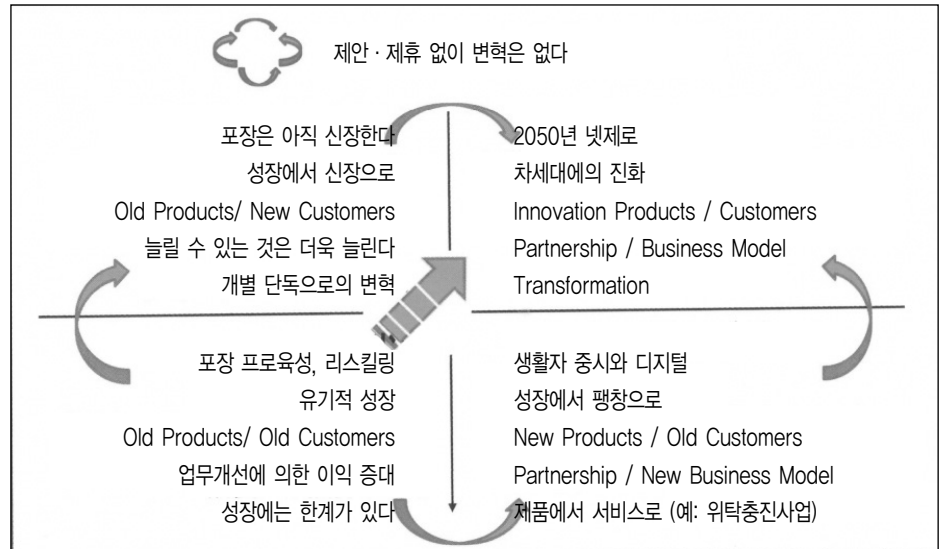 제안 · 제휴 없이 변혁은 없다
포장은 아직 신장한다
성장에서 신장으로
Old Products/ New Customers
늘릴 수 있는 것은 더욱 늘린다
개별 단독으로의 변혁
2050년 넷제로
차세대에의 진화
Innovation Products / Customers
Partnership / Business Model
Transformation
포장 프로육성, 리스킬링
유기적 성장
Old Products/ Old Customers
업무개선에 의한 이익 증대
성장에는 한계가 있다
생활자 중시와 디지털
성장에서 팽창으로
New Products / Old Customers
Partnership / New Business Model
제품에서 서비스로 (예: 위탁충진사업)